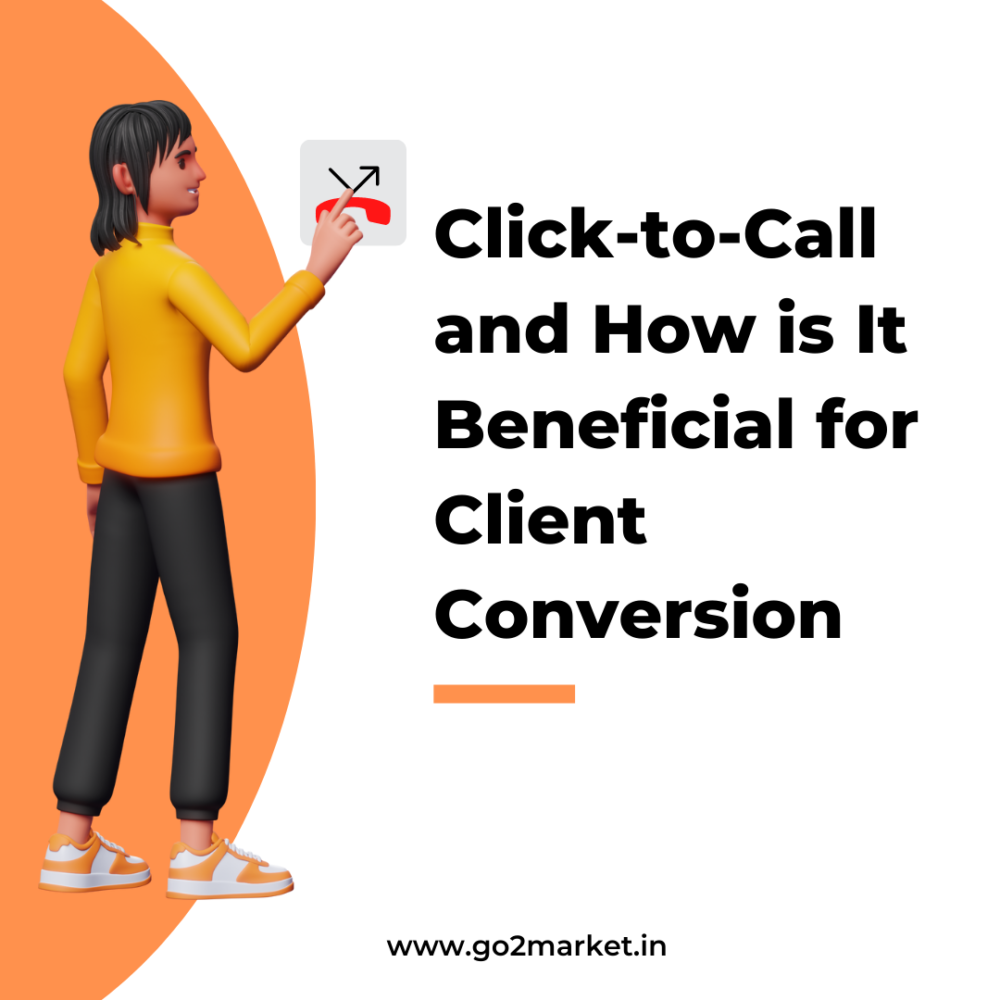 Click-to-Call
and How is It
Beneficial for
Client
Conversion
www.go2market.in